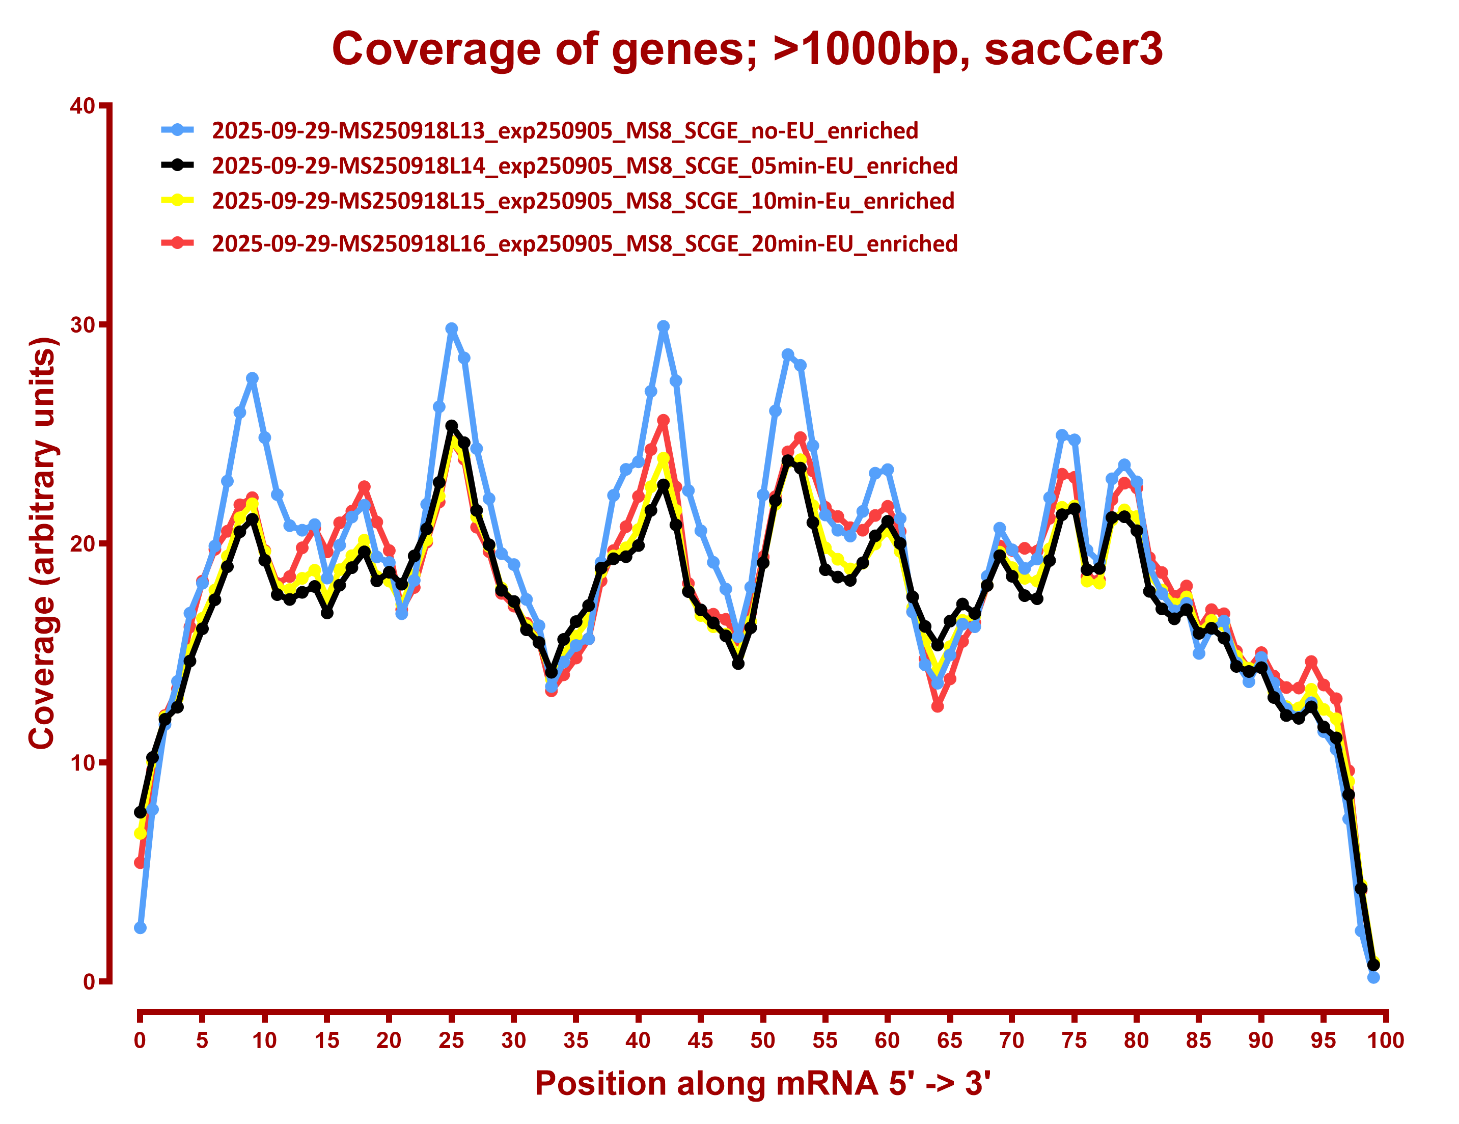 Coverage of genes; >1000bp, sacCer3
40
2025-09-29-MS250918L13_exp250905_MS8_SCGE_no-EU_enriched
2025-09-29-MS250918L14_exp250905_MS8_SCGE_05min-EU_enriched
2025-09-29-MS250918L15_exp250905_MS8_SCGE_10min-Eu_enriched
2025-09-29-MS250918L16_exp250905_MS8_SCGE_20min-EU_enriched
30
20
10
0
Coverage (arbitrary units)
0 5 10 15 20 25 30 35 40 45 50 55 60 65 70 75 80 85 90 95 100
Position along mRNA 5' -> 3'